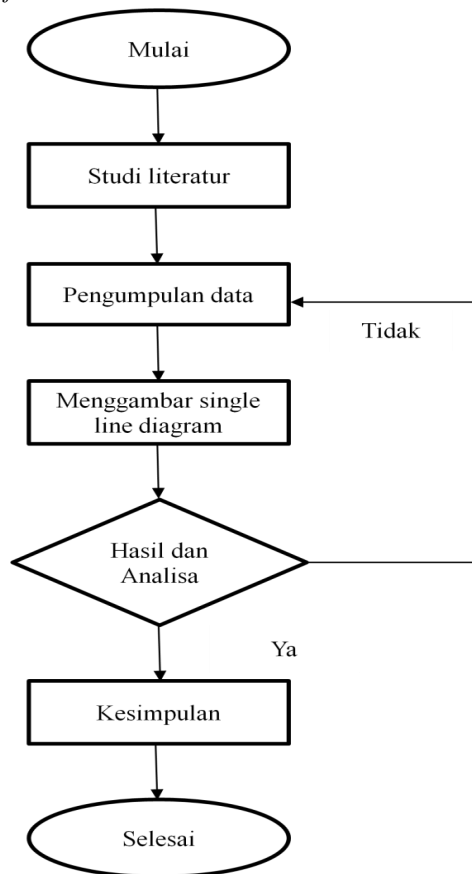 Mulai
Studi literatur
Pengumpulan data
Tidak
Menggambar single
line diagram
Hasil dan
Analisa
Ya
Kesimpulan
Selesai